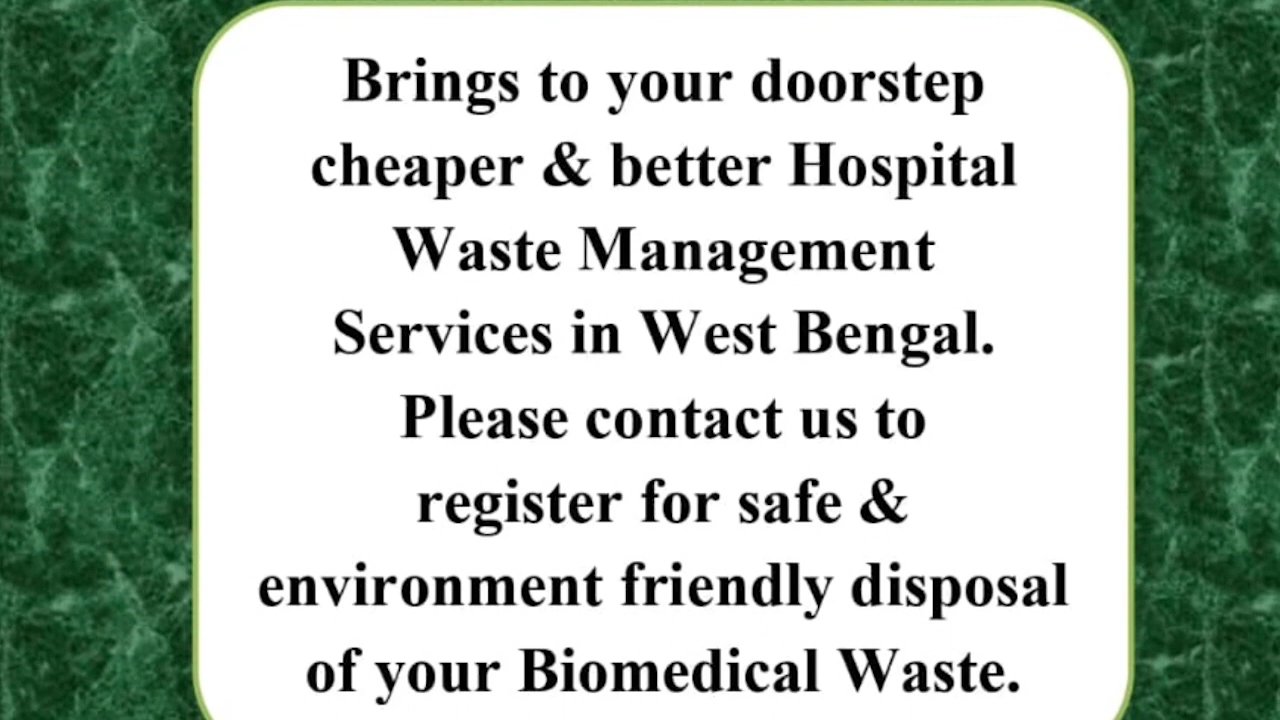 Brings to your doorstep
cheaper & better Hospital
Waste Management
Services in West Bengal.
Please contact us to
register for safe &
environment friendly disposal
of your Biomedical Waste.